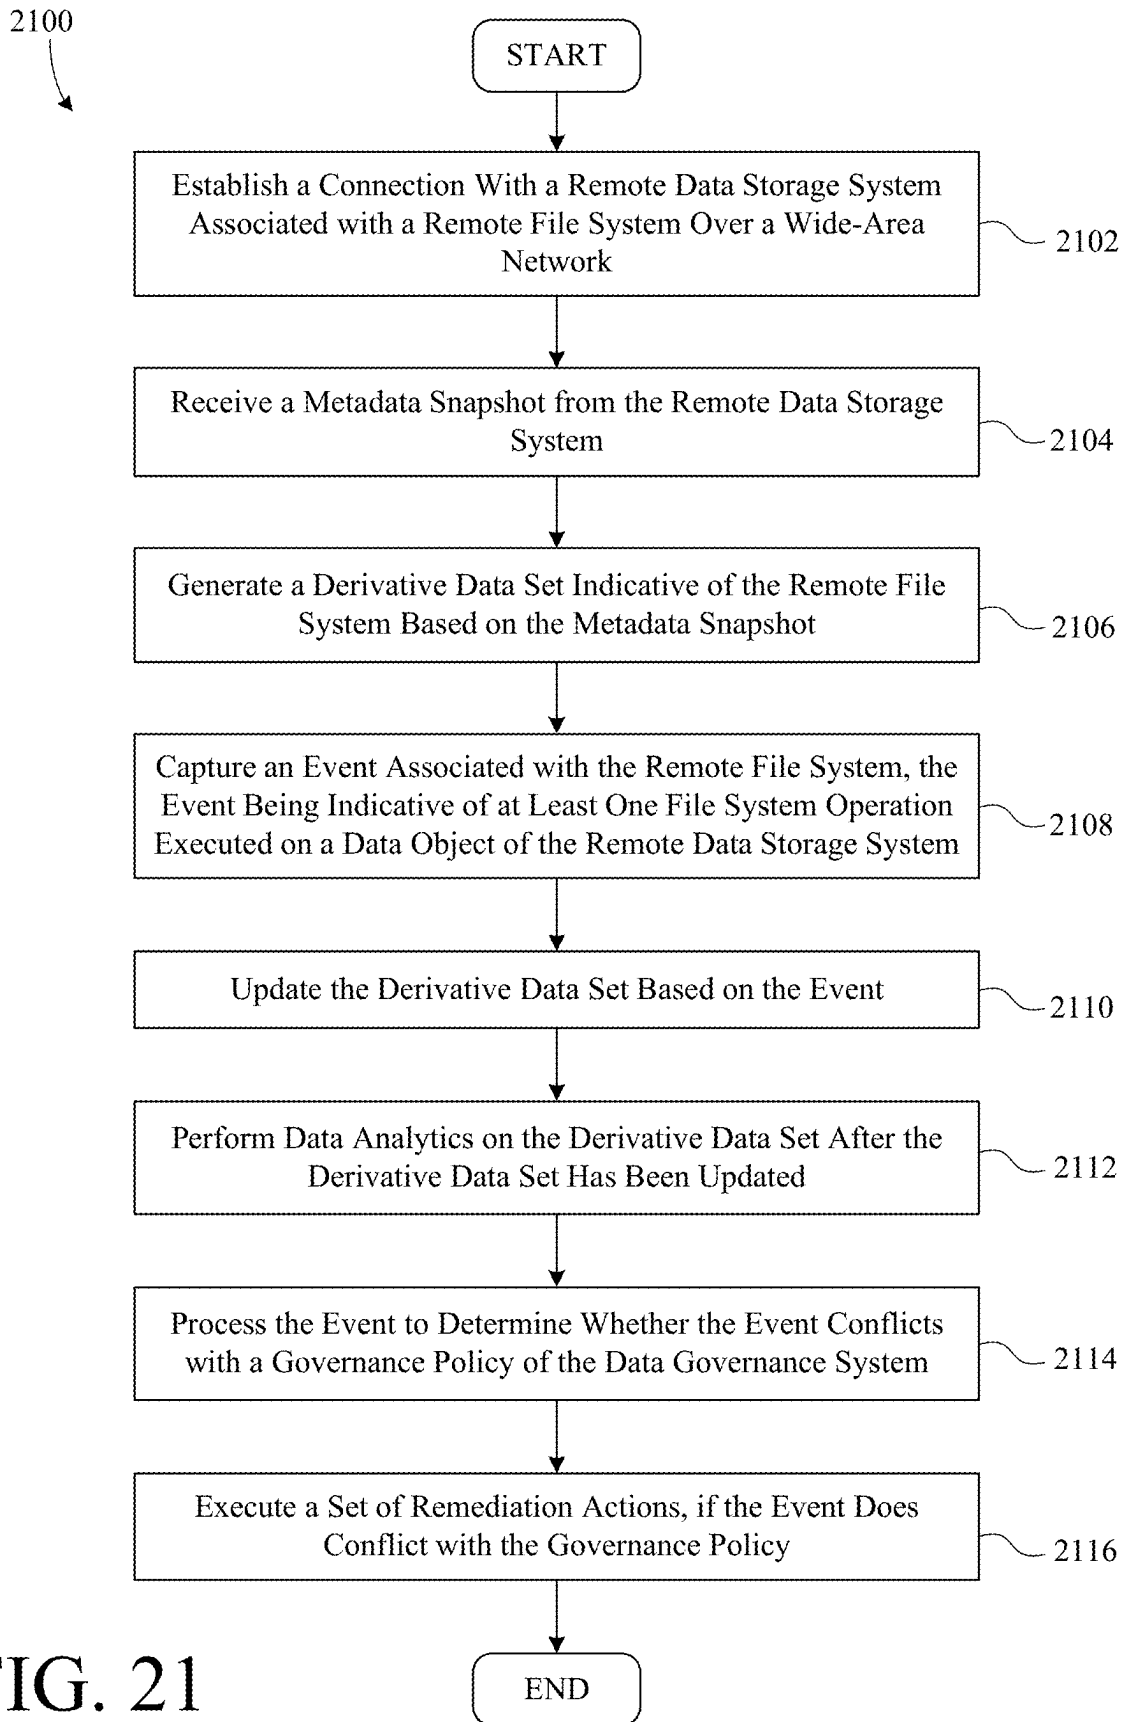 2100
START
Establish a Connection With a Remote Data Storage System
Associated with a Remote File System Over a Wide-Area
Network
2102
Receive a Metadata Snapshot from the Remote Data Storage
System
2104
Generate a Derivative Data Set Indicative of the Remote File
System Based on the Metadata Snapshot
2106
Capture an Event Associated with the Remote File System, the
Event Being Indicative of at Least One File System Operation
Executed on a Data Object of the Remote Data Storage System
2108
Update the Derivative Data Set Based on the Event
2110
Perform Data Analytics on the Derivative Data Set After the
Derivative Data Set Has Been Updated
2112
Process the Event to Determine Whether the Event Conflicts
with a Governance Policy of the Data Governance System
2114
Execute a Set of Remediation Actions, if the Event Does
Conflict with the Governance Policy
2116
END
IG. 21